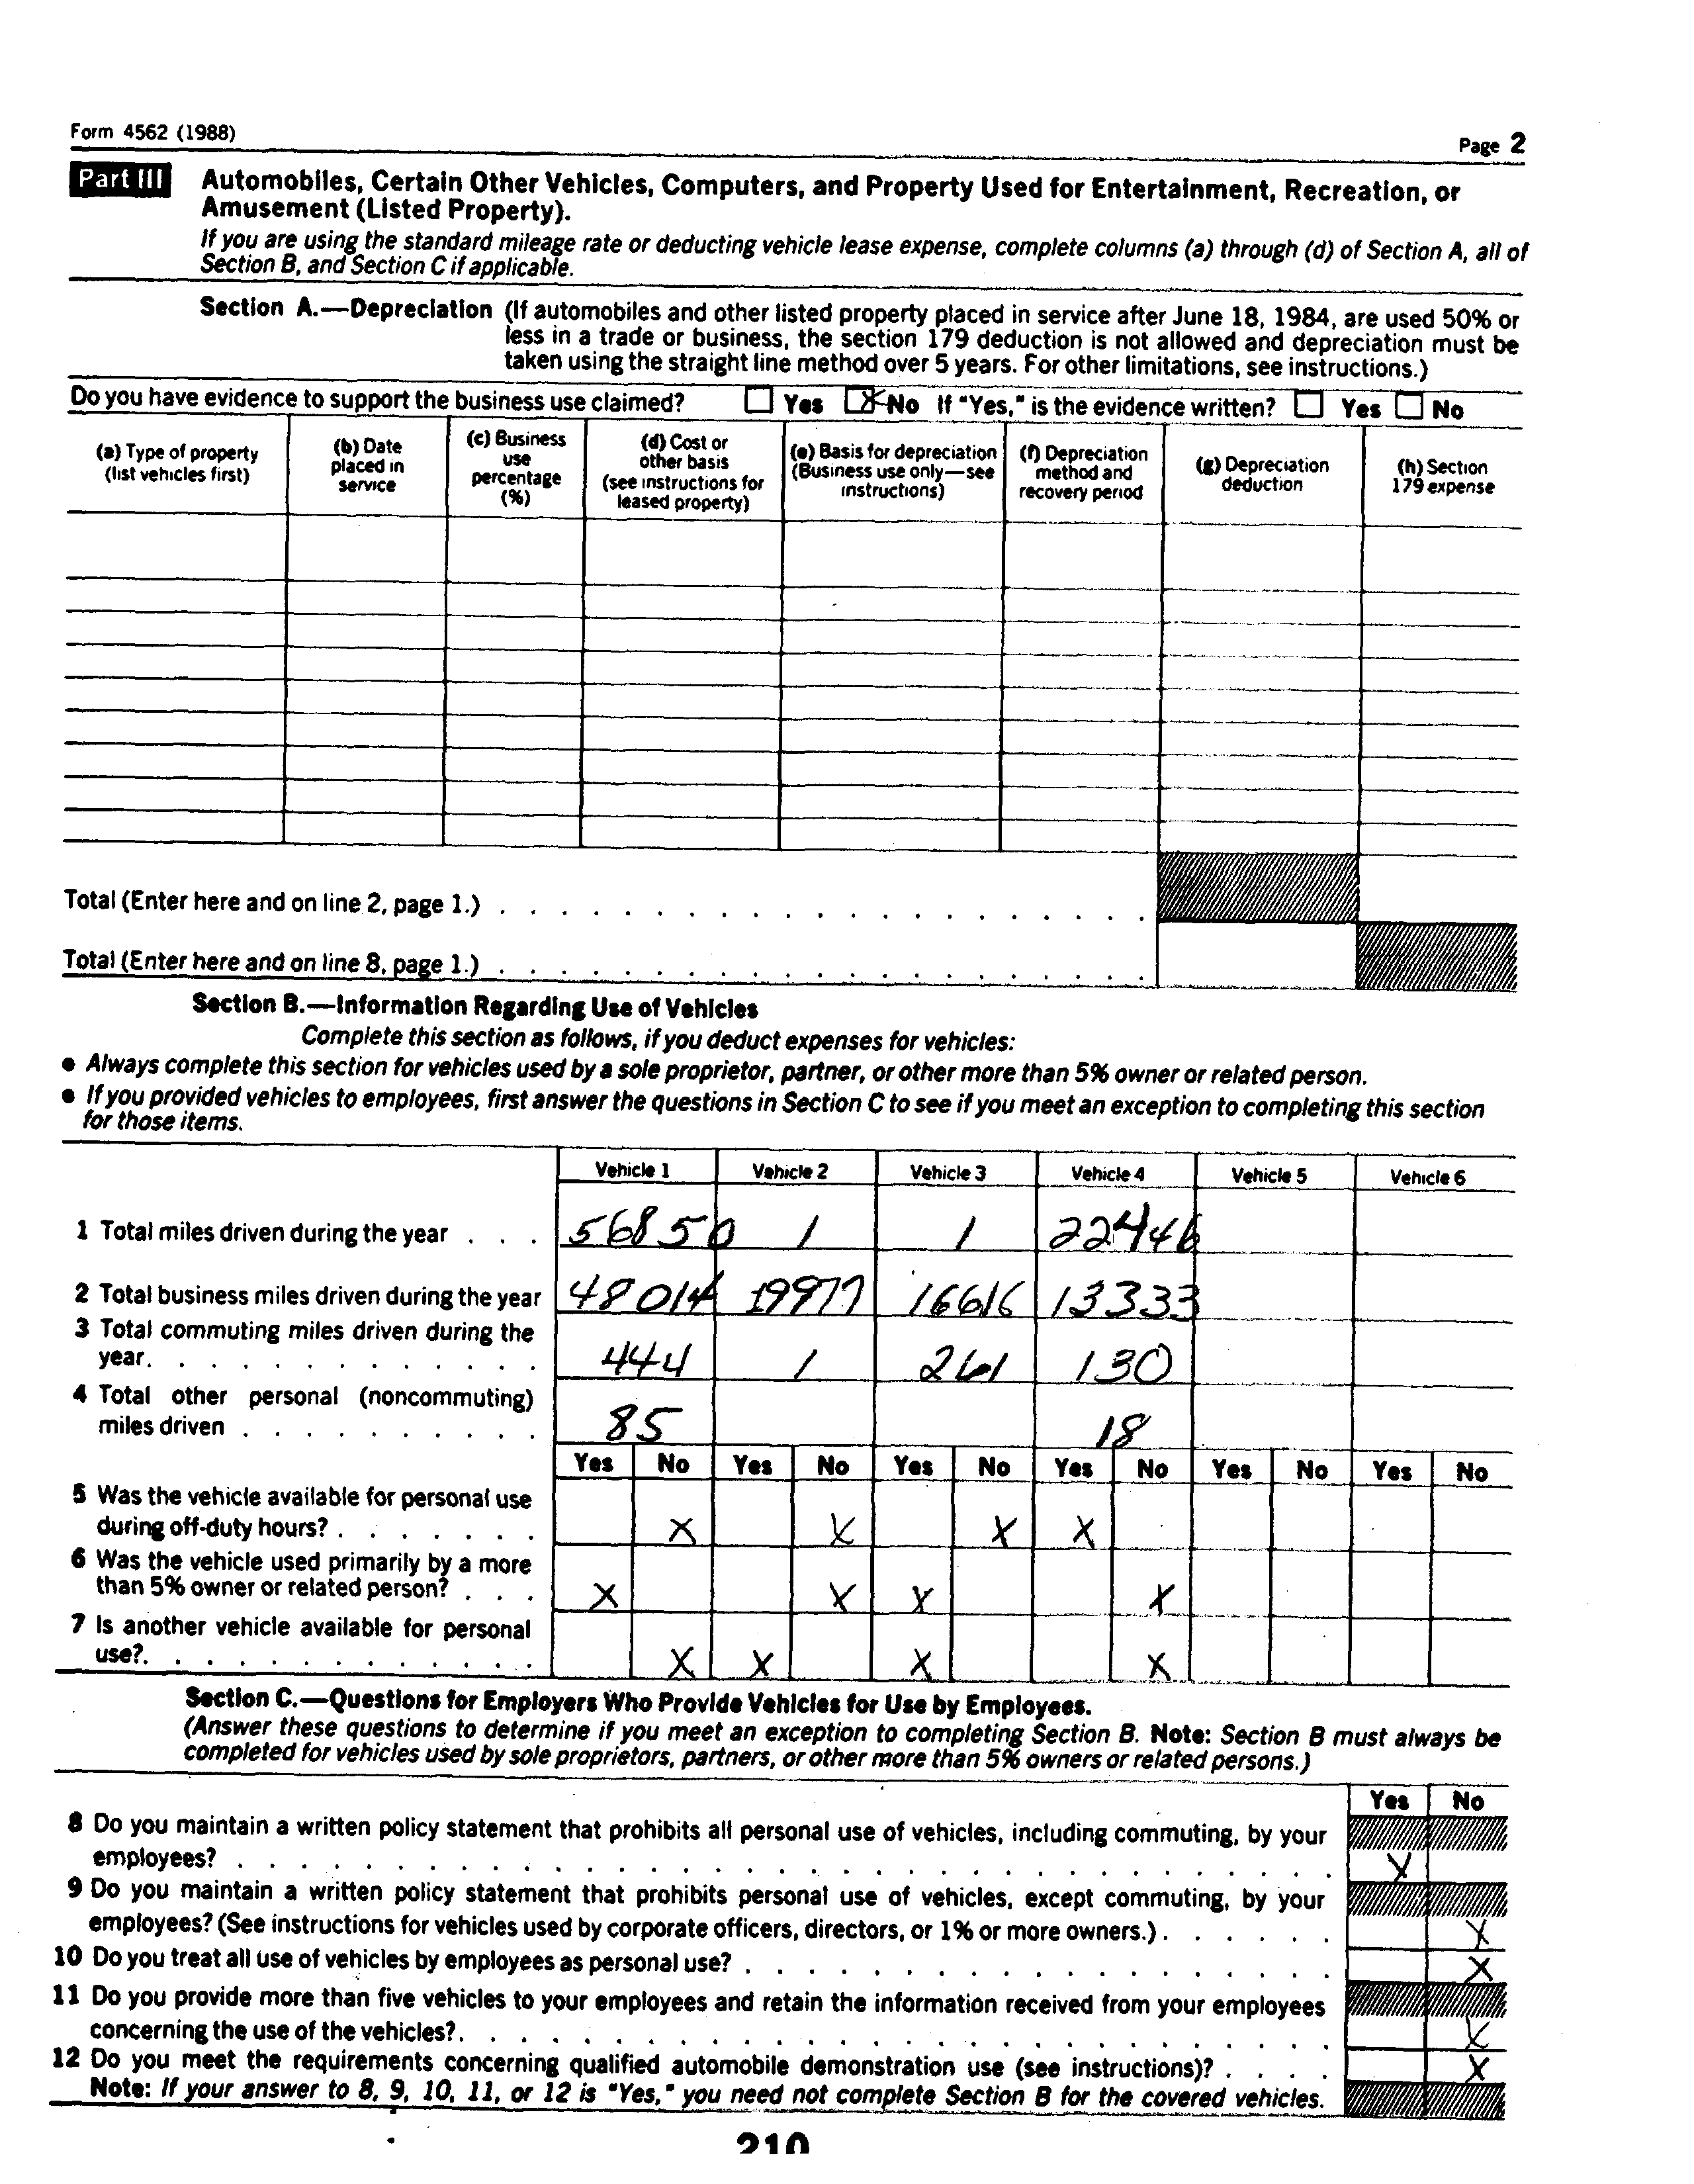 Form 4562 (1988)
Page 2
Part III Automobiles, Certain Other Vehicles, Computers, and Property Used for Entertainment, Recreation, or
Amusement (Listed Property).
If you are using the standard mileage rate or deducting vehicle lease expense, complete columns (a) through (d) of Section A, all of
Section B, and Section C if applicable.
Section A.—Depreciation (If automobiles and other listed property placed in service after June 18, 1984, are used 50% or
less in a trade or business, the section 179 deduction is not allowed and depreciation must be
taken using the straight line method over 5 years. For other limitations, see instructions.)
Do you have evidence to support the business use claimed? Yes X No If "Yes," is the evidence written? Yes No
(a) Type of property
(list vehicles first)
(b) Date
placed in
service
(c) Business
use
percentage
(%)
(d) Cost or
other basis
(see instructions for
leased property)
(e) Basis for depreciation
(Business use only—see
instructions)
(f) Depreciation
method and
recovery period
(g) Depreciation
deduction
(h) Section
179 expense
Total (Enter here and on line 2, page 1.) . . . . . . . . . . . . . . . . . . . . .
Total (Enter here and on line 8, page 1.) . . . . . . . . . . . . . . . . . . . . .
Section B.—Information Regarding Use of Vehicles
Complete this section as follows, if you deduct expenses for vehicles:
● Always complete this section for vehicles used by a sole proprietor, partner, or other more than 5% owner or related person.
● If you provided vehicles to employees, first answer the questions in Section C to see if you meet an exception to completing this section
for those items.
Vehicle 1 Vehicle 2 Vehicle 3 Vehicle 4 Vehicle 5 Vehicle 6
1 Total miles driven during the year . . . 56850 1 1 22446
2 Total business miles driven during the year 48014 19977 16616 13333
3 Total commuting miles driven during the
year. . . . . . . . . . . . . 444 1 261 130
4 Total other personal (noncommuting)
miles driven . . . . . . . . . . 85 18
Yes No Yes No Yes No Yes No Yes No Yes No
5 Was the vehicle available for personal use
during off-duty hours? . . . . . . . X X X X
6 Was the vehicle used primarily by a more
than 5% owner or related person? . . . X X X X
7 Is another vehicle available for personal
use?. . . . . . . . . . . . . X X X X
Section C.—Questions for Employers Who Provide Vehicles for Use by Employees.
(Answer these questions to determine if you meet an exception to completing Section B. Note: Section B must always be
completed for vehicles used by sole proprietors, partners, or other more than 5% owners or related persons.)
Yes No
8 Do you maintain a written policy statement that prohibits all personal use of vehicles, including commuting, by your
employees? . . . . . . . . . . . . . . . . . . . . . . . . . . . . . . . . . . . X
9 Do you maintain a written policy statement that prohibits personal use of vehicles, except commuting, by your
employees? (See instructions for vehicles used by corporate officers, directors, or 1% or more owners.) . . . . . . X
10 Do you treat all use of vehicles by employees as personal use? . . . . . . . . . . . . . . . . . . . X
11 Do you provide more than five vehicles to your employees and retain the information received from your employees
concerning the use of the vehicles?. . . . . . . . . . . . . . . . . . . . . . . . . . . . X
12 Do you meet the requirements concerning qualified automobile demonstration use (see instructions)? . . . . X
Note: If your answer to 8, 9, 10, 11, or 12 is "Yes," you need not complete Section B for the covered vehicles.
210